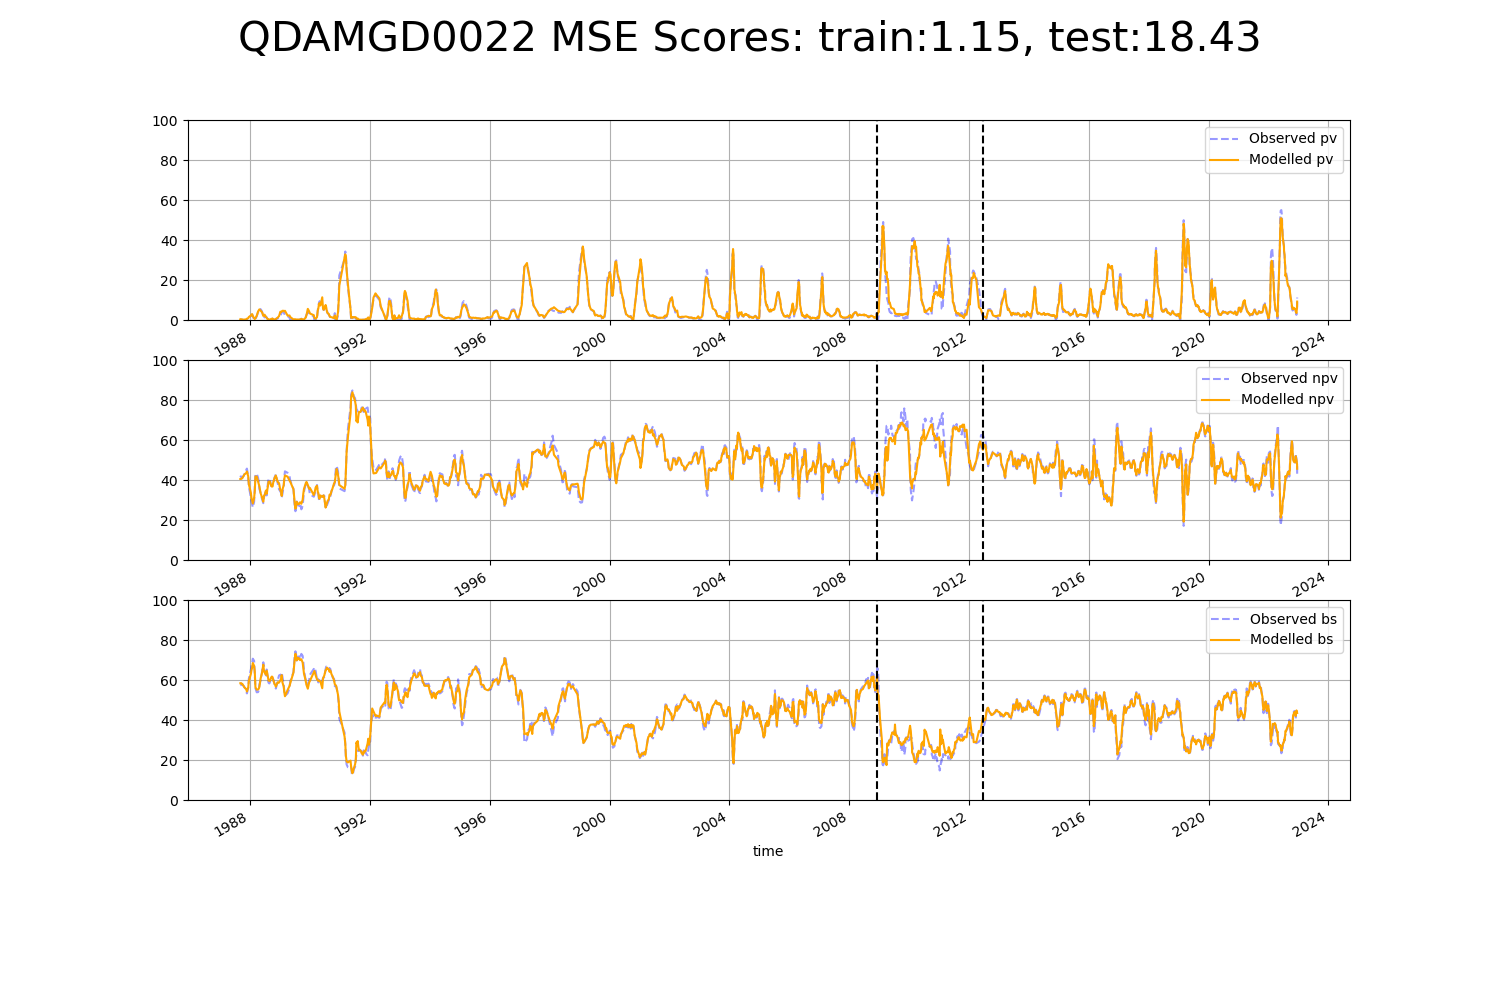 QDAMGD0022 MSE Scores: train:1.15, test:18.43
100
80
60
40
20
0
Observed pv
Modelled pv
1988 1992 1996 2000 2004 2008 2012 2016 2020 2024
100
80
60
40
20
0
Observed npv
Modelled npv
1988 1992 1996 2000 2004 2008 2012 2016 2020 2024
100
80
60
40
20
0
Observed bs
Modelled bs
1988 1992 1996 2000 2004 2008 2012 2016 2020 2024
time